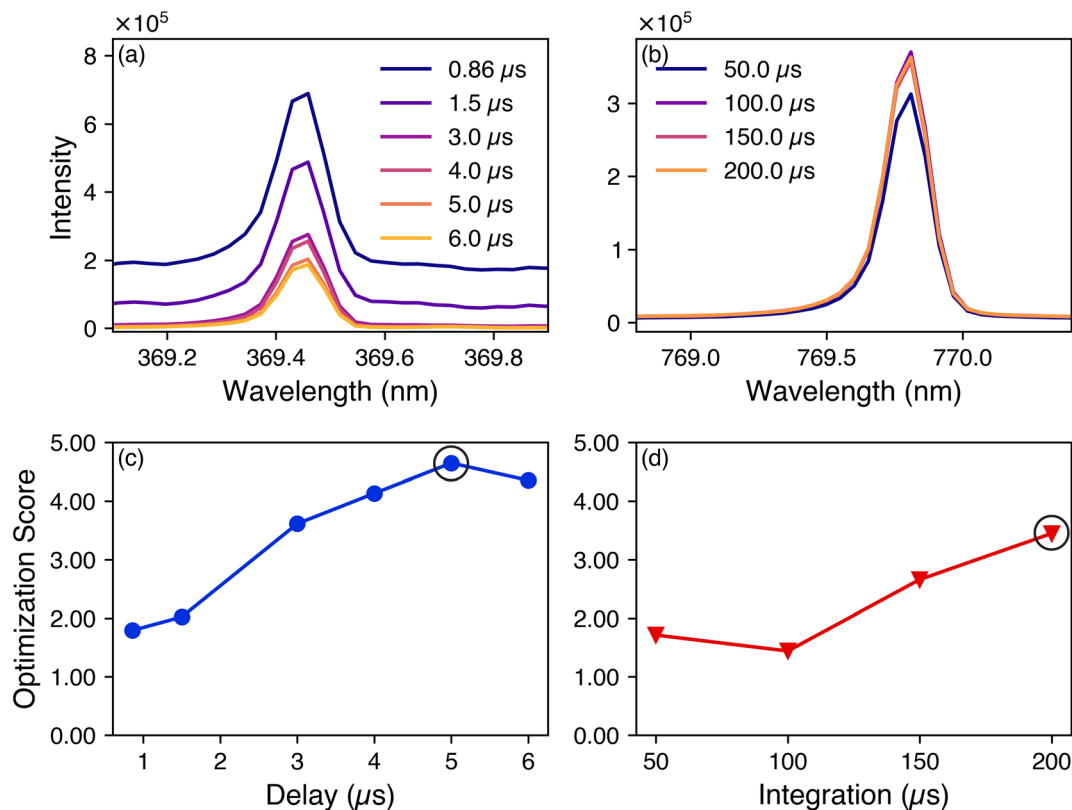 ×10⁵
(a)
8
6
4
2
0
Intensity
0.86 µs
1.5 µs
3.0 µs
4.0 µs
5.0 µs
6.0 µs
369.2 369.4 369.6 369.8
Wavelength (nm)
×10⁵
(b)
3
2
1
0
50.0 µs
100.0 µs
150.0 µs
200.0 µs
769.0 769.5 770.0
Wavelength (nm)
(c)
5.00
4.00
3.00
2.00
1.00
0.00
Optimization Score
1 2 3 4 5 6
Delay (µs)
(d)
5.00
4.00
3.00
2.00
1.00
0.00
50 100 150 200
Integration (µs)